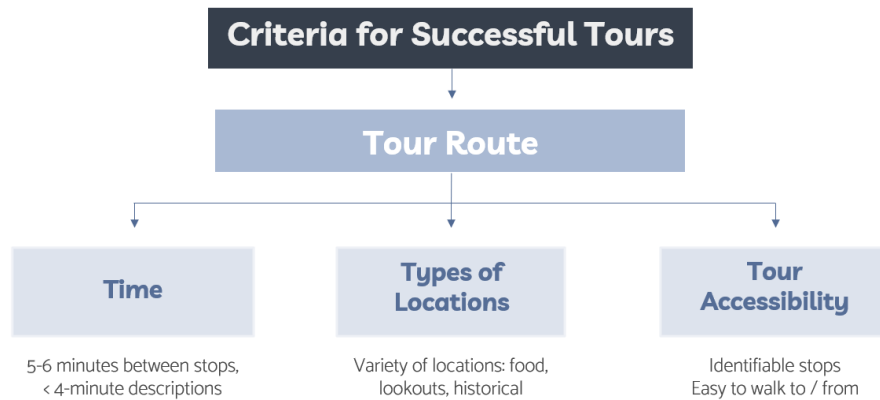 Criteria for Successful Tours
Tour Route
Time
5-6 minutes between stops,
< 4-minute descriptions
Types of
Locations
Variety of locations: food,
lookouts, historical
Tour
Accessibility
Identifiable stops
Easy to walk to / from